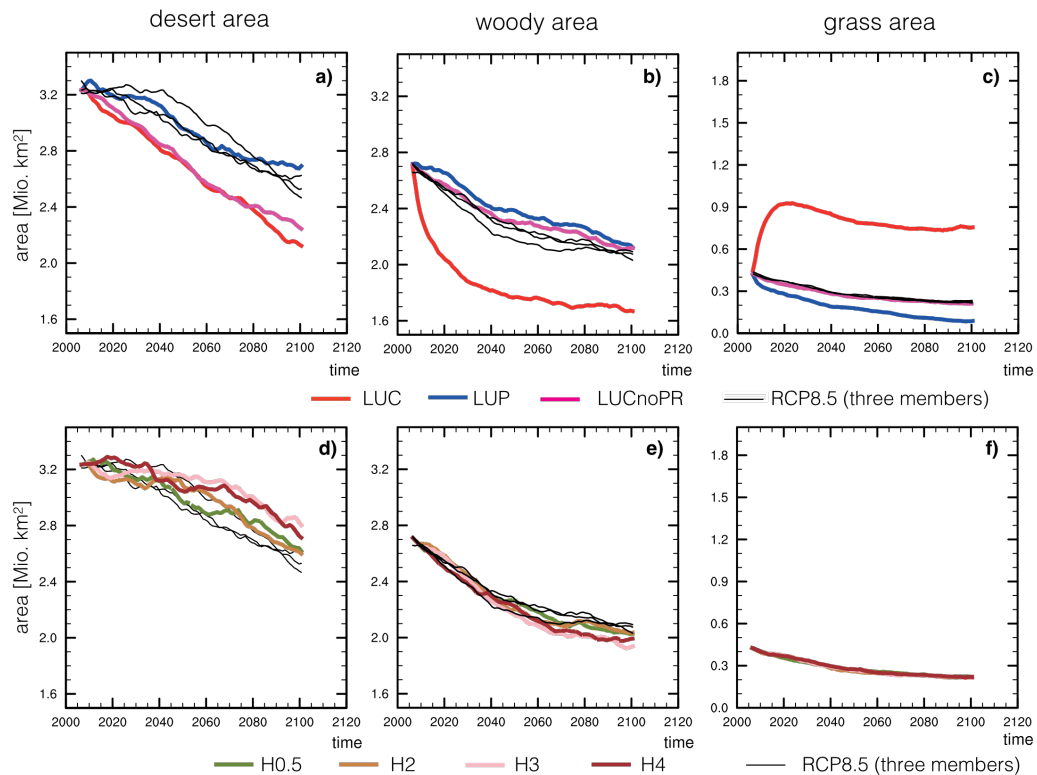 desert area woody area grass area
a) b) c)
3.2 3.2 1.8
1.5
2.8 2.8 1.2
area [Mio. km²]
2.4 2.4 0.9
0.6
2.0 2.0 0.3
1.6 1.6 0.0
2000 2020 2040 2060 2080 2100 2120 2000 2020 2040 2060 2080 2100 2120 2000 2020 2040 2060 2080 2100 2120
time time time
LUC LUP LUCnoPR RCP8.5 (three members)
d) e) f)
3.2 3.2 1.8
1.5
2.8 2.8 1.2
area [Mio. km²]
2.4 2.4 0.9
0.6
2.0 2.0 0.3
1.6 1.6 0.0
2000 2020 2040 2060 2080 2100 2120 2000 2020 2040 2060 2080 2100 2120 2000 2020 2040 2060 2080 2100 2120
time time time
H0.5 H2 H3 H4 RCP8.5 (three members)